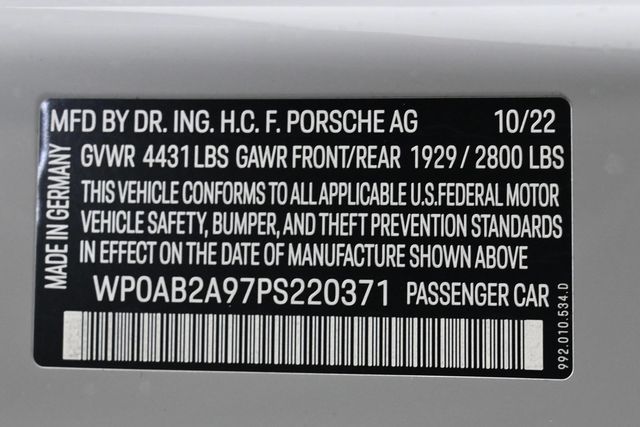 MFD BY DR. ING. H.C. F. PORSCHE AG 10/22
GVWR 4431 LBS GAWR FRONT/REAR 1929 / 2800 LBS
THIS VEHICLE CONFORMS TO ALL APPLICABLE U.S. FEDERAL MOTOR
VEHICLE SAFETY, BUMPER, AND THEFT PREVENTION STANDARDS
IN EFFECT ON THE DATE OF MANUFACTURE SHOWN ABOVE
WP0AB2A97PS220371 PASSENGER CAR
MADE IN GERMANY
992.010.534.D